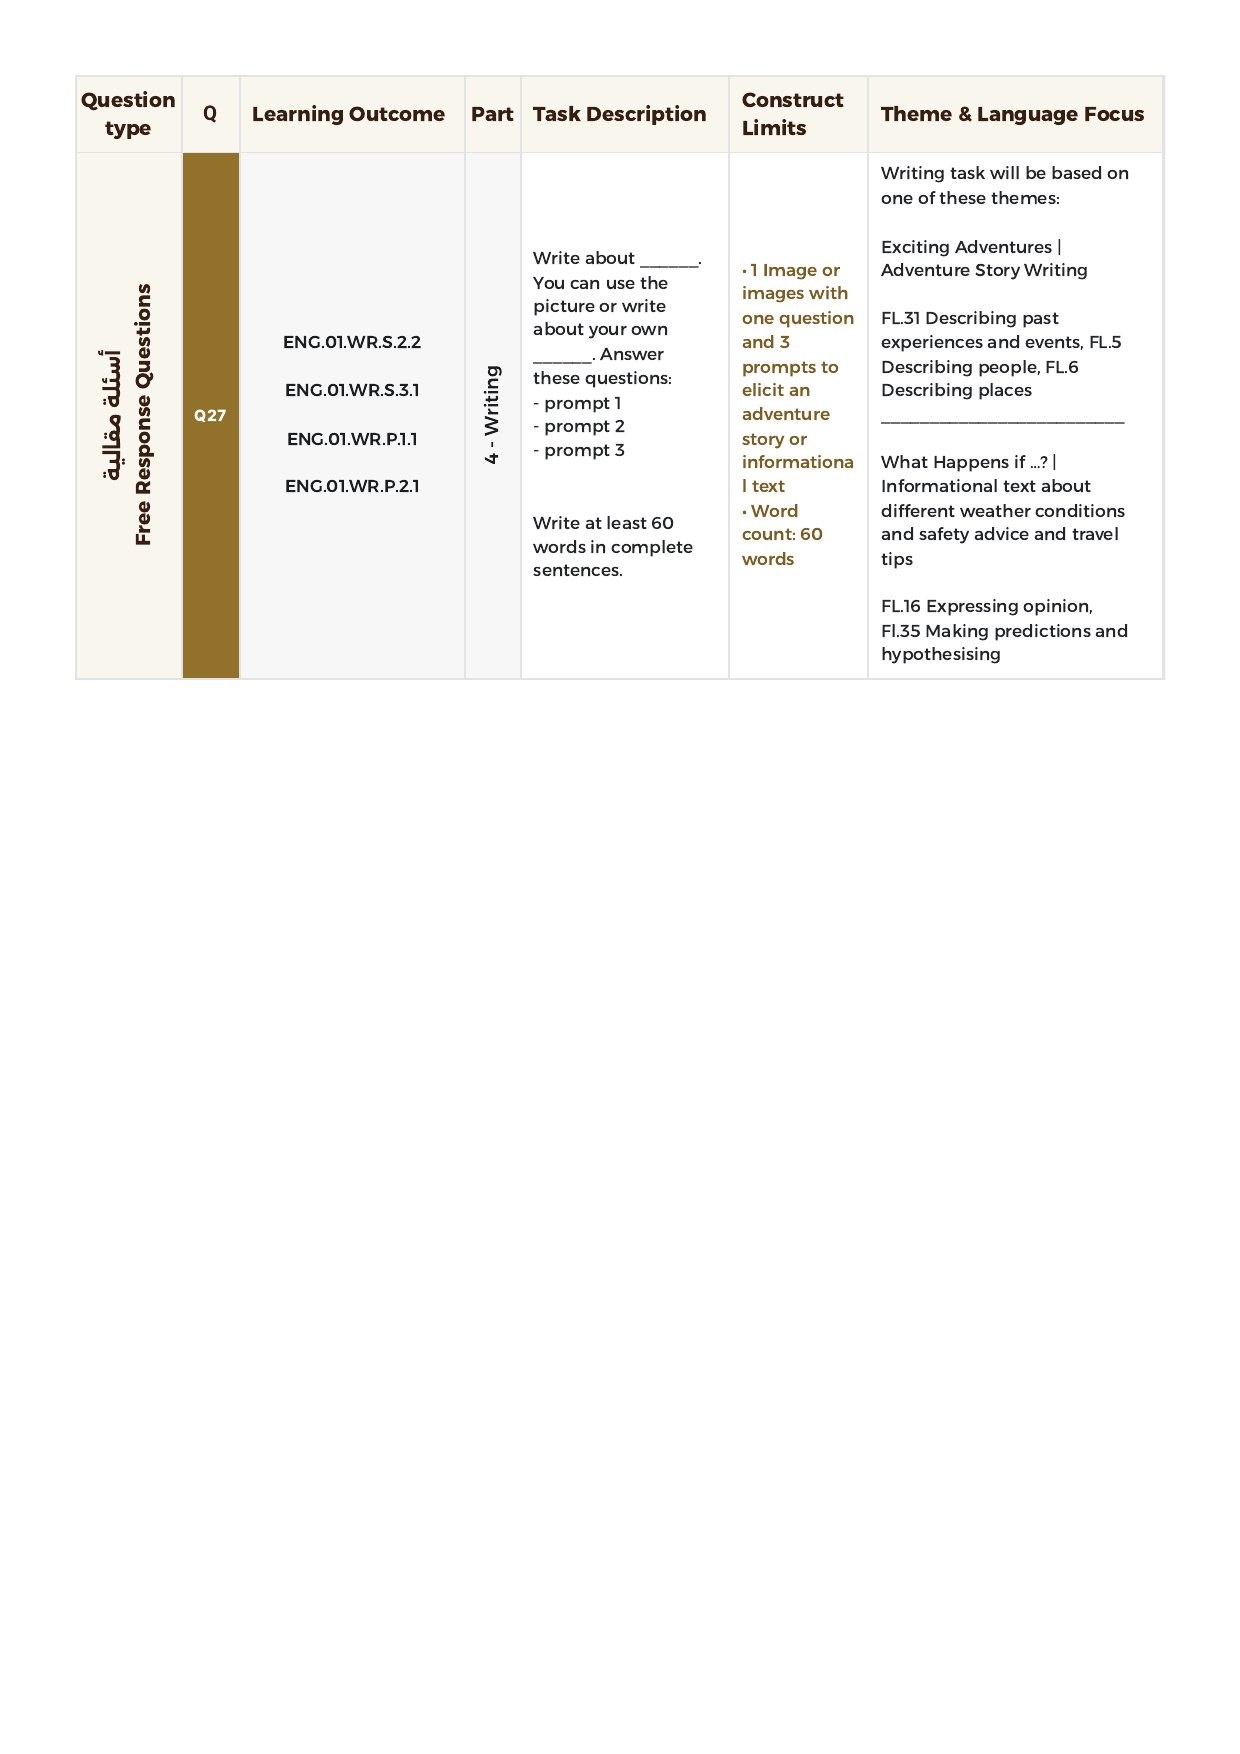 Question
type
Q
Learning Outcome
Part
Task Description
Construct
Limits
Theme & Language Focus
أسئلة مقالية
Free Response Questions
Q27
ENG.01.WR.S.2.2
ENG.01.WR.S.3.1
ENG.01.WR.P.1.1
ENG.01.WR.P.2.1
4 - Writing
Write about ______.
You can use the
picture or write
about your own
______. Answer
these questions:
- prompt 1
- prompt 2
- prompt 3
Write at least 60
words in complete
sentences.
• 1 Image or
images with
one question
and 3
prompts to
elicit an
adventure
story or
informationa
l text
• Word
count: 60
words
Writing task will be based on
one of these themes:
Exciting Adventures |
Adventure Story Writing
FL.31 Describing past
experiences and events, FL.5
Describing people, FL.6
Describing places
_________________________
What Happens if ...? |
Informational text about
different weather conditions
and safety advice and travel
tips
FL.16 Expressing opinion,
Fl.35 Making predictions and
hypothesising